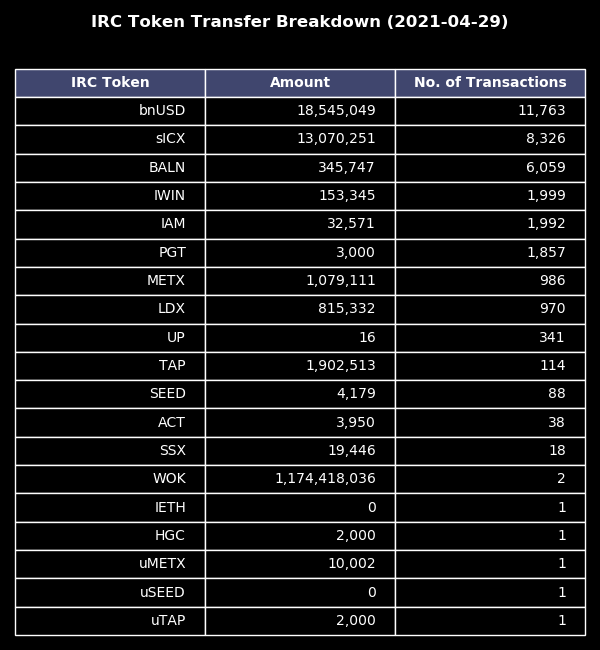 IRC Token Transfer Breakdown (2021-04-29)
IRC Token Amount No. of Transactions
bnUSD 18,545,049 11,763
sICX 13,070,251 8,326
BALN 345,747 6,059
IWIN 153,345 1,999
IAM 32,571 1,992
PGT 3,000 1,857
METX 1,079,111 986
LDX 815,332 970
UP 16 341
TAP 1,902,513 114
SEED 4,179 88
ACT 3,950 38
SSX 19,446 18
WOK 1,174,418,036 2
IETH 0 1
HGC 2,000 1
uMETX 10,002 1
uSEED 0 1
uTAP 2,000 1